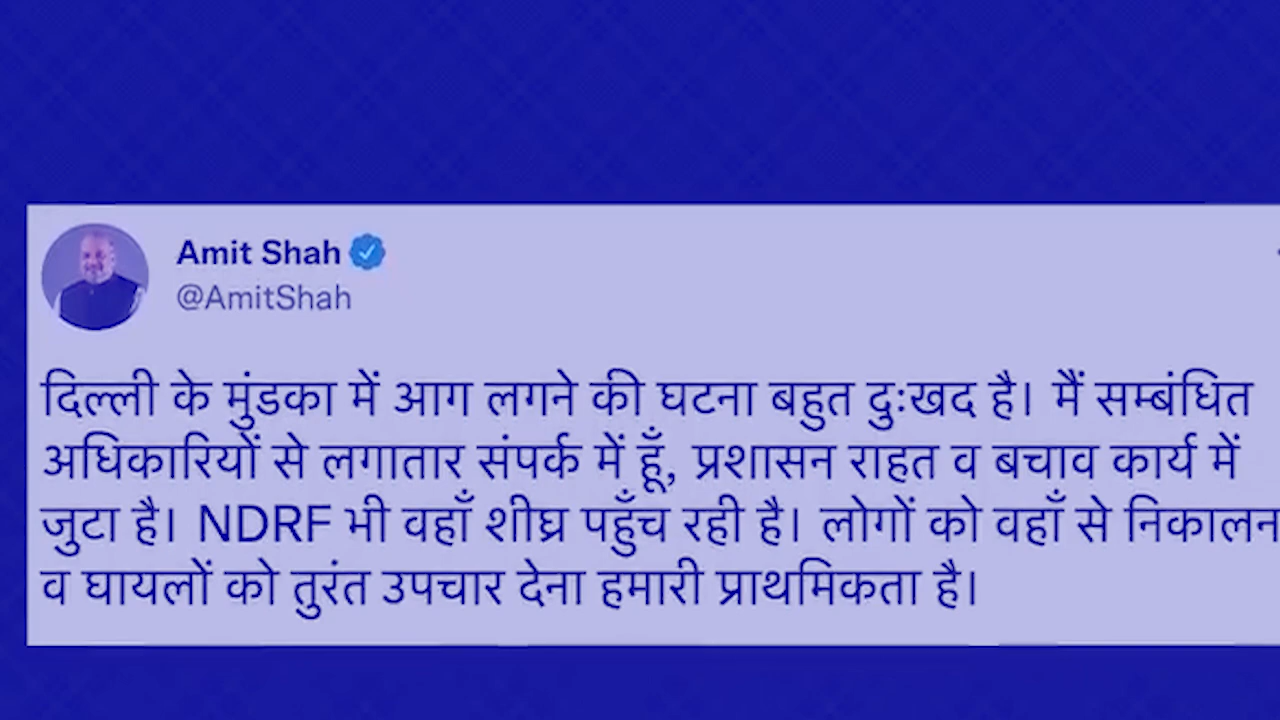 Amit Shah
@AmitShah
दिल्ली के मुंडका में आग लगने की घटना बहुत दुःखद है। मैं सम्बंधित
अधिकारियों से लगातार संपर्क में हूँ, प्रशासन राहत व बचाव कार्य में
जुटा है। NDRF भी वहाँ शीघ्र पहुँच रही है। लोगों को वहाँ से निकालन
व घायलों को तुरंत उपचार देना हमारी प्राथमिकता है।